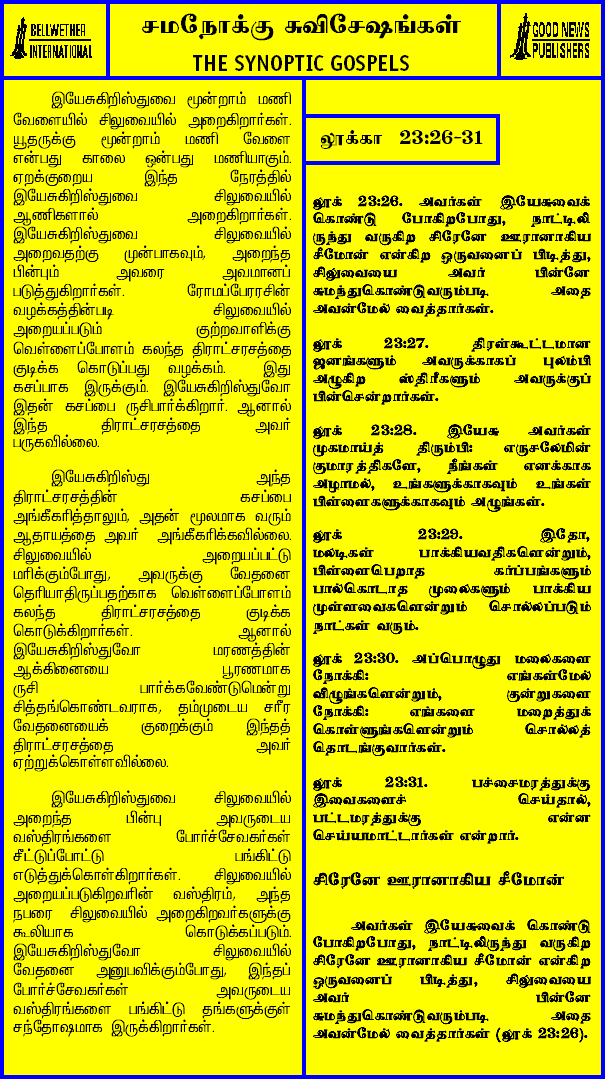 BELLWETHER
INTERNATIONAL
சமநோக்கு சுவிசேஷங்கள்
THE SYNOPTIC GOSPELS
GOOD NEWS
PUBLISHERS
இயேசுகிறிஸ்துவை மூன்றாம் மணி
வேளையில் சிலுவையில் அறைகிறார்கள்.
யூதருக்கு மூன்றாம் மணி வேளை
என்பது காலை ஒன்பது மணியாகும்.
ஏறக்குறைய இந்த நேரத்தில்
இயேசுகிறிஸ்துவை சிலுவையில்
ஆணிகளால் அறைகிறார்கள்.
இயேசுகிறிஸ்துவை சிலுவையில்
அறைவதற்கு முன்பாகவும், அறைந்த
பின்பும் அவரை அவமானப்
படுத்துகிறார்கள். ரோமப்பேரரசின்
வழக்கத்தின்படி சிலுவையில்
அறையப்படும் குற்றவாளிக்கு
வெள்ளைப்போளம் கலந்த திராட்சரசத்தை
குடிக்க கொடுப்பது வழக்கம். இது
கசப்பாக இருக்கும். இயேசுகிறிஸ்துவோ
இதன் கசப்பை ருசிபார்க்கிறார். ஆனால்
இந்த திராட்சரசத்தை அவர்
பருகவில்லை.
இயேசுகிறிஸ்து அந்த
திராட்சரசத்தின் கசப்பை
அங்கீகரித்தாலும், அதன் மூலமாக வரும்
ஆதாயத்தை அவர் அங்கீகரிக்கவில்லை.
சிலுவையில் அறையப்பட்டு
மரிக்கும்போது, அவருக்கு வேதனை
தெரியாதிருப்பதற்காக வெள்ளைப்போளம்
கலந்த திராட்சரசத்தை குடிக்க
கொடுக்கிறார்கள். ஆனால்
இயேசுகிறிஸ்துவோ மரணத்தின்
ஆக்கினையை பூரணமாக
ருசி பார்க்கவேண்டுமென்று
சித்தங்கொண்டவராக, தம்முடைய சரீர
வேதனையைக் குறைக்கும் இந்தத்
திராட்சரசத்தை அவர்
ஏற்றுக்கொள்ளவில்லை.
இயேசுகிறிஸ்துவை சிலுவையில்
அறைந்த பின்பு அவருடைய
வஸ்திரங்களை போர்ச்சேவகர்கள்
சீட்டுப்போட்டு பங்கிட்டு
எடுத்துக்கொள்கிறார்கள். சிலுவையில்
அறையப்படுகிறவரின் வஸ்திரம், அந்த
நபரை சிலுவையில் அறைகிறவர்களுக்கு
கூலியாக கொடுக்கப்படும்.
இயேசுகிறிஸ்துவோ சிலுவையில்
வேதனை அனுபவிக்கும்போது, இந்தப்
போர்ச்சேவகர்கள் அவருடைய
வஸ்திரங்களை பங்கிட்டு தங்களுக்குள்
சந்தோஷமாக இருக்கிறார்கள்.
லூக்கா 23:26-31
லூக் 23:26. அவர்கள் இயேசுவைக்
கொண்டு போகிறபோது, நாட்டிலி
ருந்து வருகிற சிரேனே ஊரானாகிய
சீமோன் என்கிற ஒருவனைப் பிடித்து,
சிலுவையை அவர் பின்னே
சுமந்துகொண்டுவரும்படி அதை
அவன்மேல் வைத்தார்கள்.
லூக் 23:27. திரள்கூட்டமான
ஜனங்களும் அவருக்காகப் புலம்பி
அழுகிற ஸ்திரீகளும் அவருக்குப்
பின்சென்றார்கள்.
லூக் 23:28. இயேசு அவர்கள்
முகமாய்த் திரும்பி: எருசலேமின்
குமாரத்திகளே, நீங்கள் எனக்காக
அழாமல், உங்களுக்காகவும் உங்கள்
பிள்ளைகளுக்காகவும் அழுங்கள்.
லூக் 23:29. இதோ,
மலடிகள் பாக்கியவதிகளென்றும்,
பிள்ளைபெறாத கர்ப்பங்களும்
பால்கொடாத முலைகளும் பாக்கிய
முள்ளவைகளென்றும் சொல்லப்படும்
நாட்கள் வரும்.
லூக் 23:30. அப்பொழுது மலைகளை
நோக்கி: எங்கள்மேல்
விழுங்களென்றும், குன்றுகளை
நோக்கி: எங்களை மறைத்துக்
கொள்ளுங்களென்றும் சொல்லத்
தொடங்குவார்கள்.
லூக் 23:31. பச்சைமரத்துக்கு
இவைகளைச் செய்தால்,
பட்டமரத்துக்கு என்ன
செய்யமாட்டார்கள் என்றார்.
சிரேனே ஊரானாகிய சீமோன்
அவர்கள் இயேசுவைக் கொண்டு
போகிறபோது, நாட்டிலிருந்து வருகிற
சிரேனே ஊரானாகிய சீமோன் என்கிற
ஒருவனைப் பிடித்து, சிலுவையை
அவர் பின்னே
சுமந்துகொண்டுவரும்படி அதை
அவன்மேல் வைத்தார்கள் (லூக் 23:26).